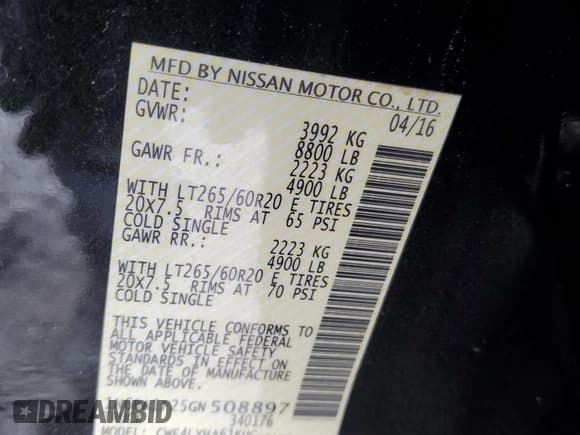 MFD BY NISSAN MOTOR CO., LTD.
DATE: 04/16
GVWR: 3992 KG
8800 LB
GAWR FR.: 2223 KG
4900 LB
WITH LT265/60R20 E TIRES
20X7.5 RIMS AT 65 PSI
COLD SINGLE
GAWR RR.: 2223 KG
4900 LB
WITH LT265/60R20 E TIRES
20X7.5 RIMS AT 70 PSI
COLD SINGLE
THIS VEHICLE CONFORMS TO
ALL APPLICABLE FEDERAL
MOTOR VEHICLE SAFETY
STANDARDS IN EFFECT ON
THE DATE OF MANUFACTURE
SHOWN ABOVE.
25GN508897
340176
MODEL:
DREAMBID